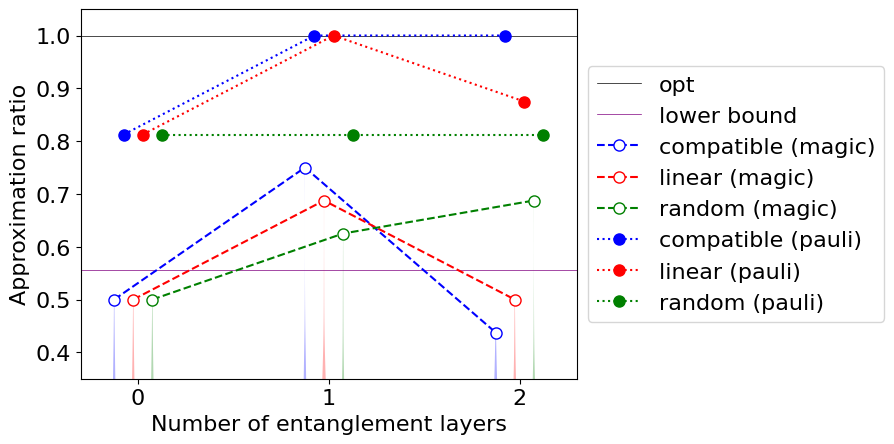 1.0
0.9
0.8
0.7
0.6
0.5
0.4
Approximation ratio
0 1 2
Number of entanglement layers
opt
lower bound
compatible (magic)
linear (magic)
random (magic)
compatible (pauli)
linear (pauli)
random (pauli)